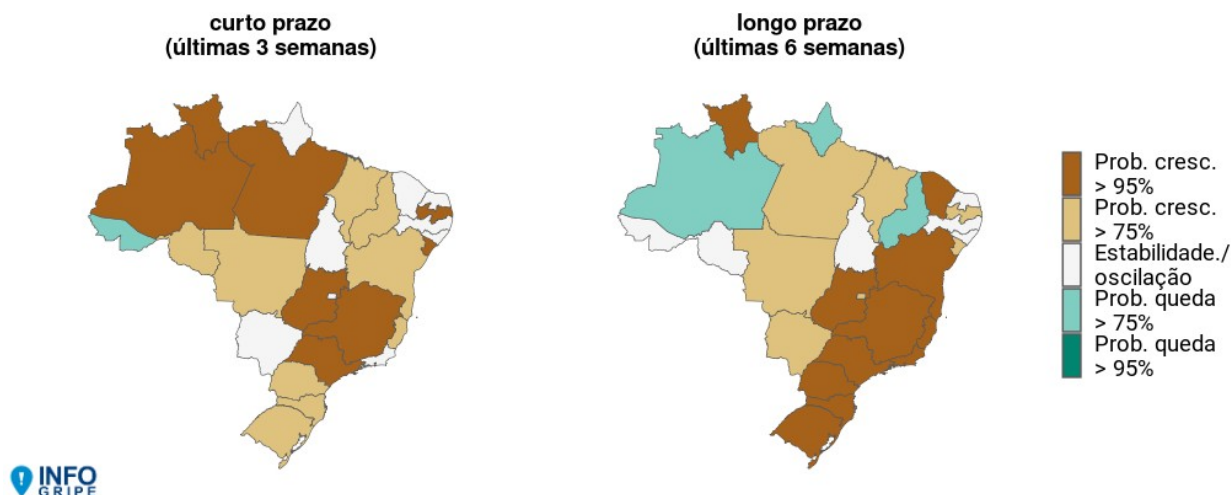 curto prazo
(últimas 3 semanas)
longo prazo
(últimas 6 semanas)
Prob. cresc.
> 95%
Prob. cresc.
> 75%
Estabilidade./
oscilação
Prob. queda
> 75%
Prob. queda
> 95%
INFO
GRIPE